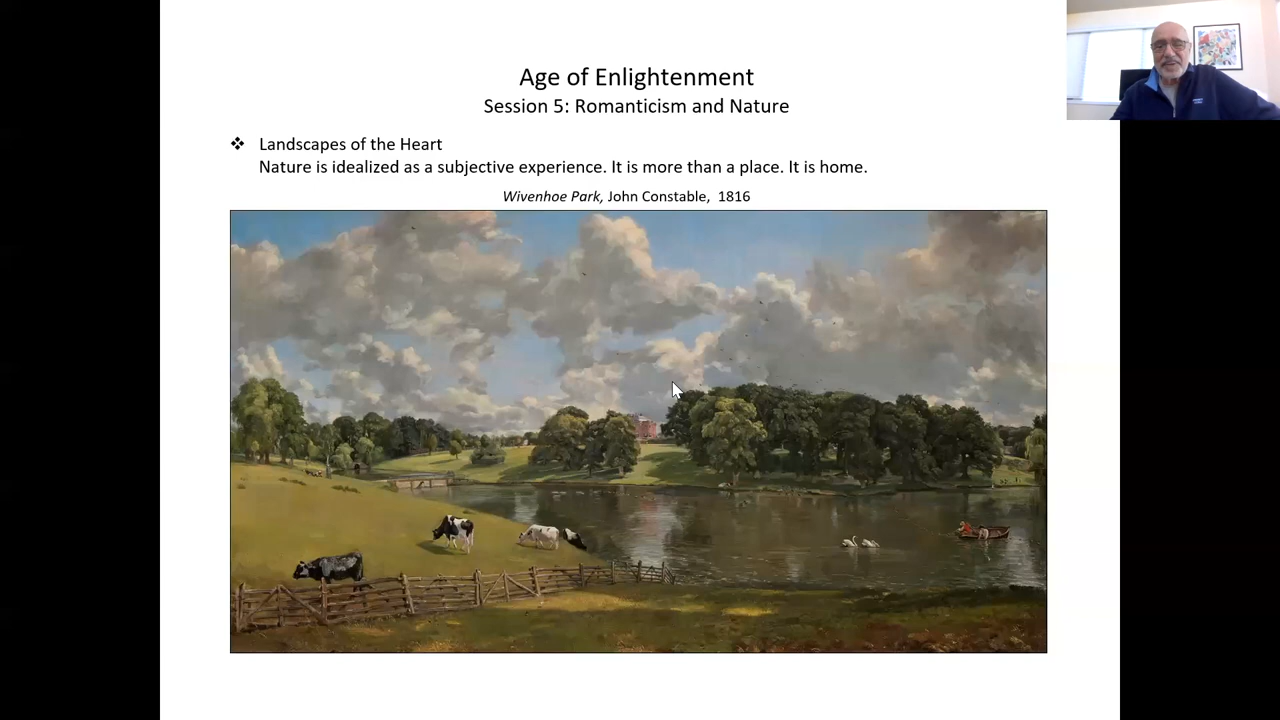 Age of Enlightenment
Session 5: Romanticism and Nature
❖ Landscapes of the Heart
Nature is idealized as a subjective experience. It is more than a place. It is home.
Wivenhoe Park, John Constable, 1816